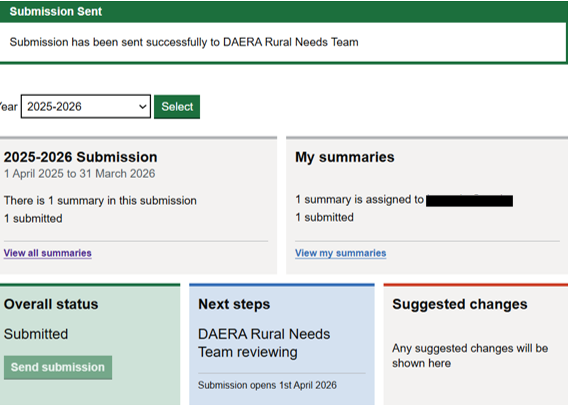 Submission Sent
Submission has been sent successfully to DAERA Rural Needs Team
Year 2025-2026 Select
2025-2026 Submission
1 April 2025 to 31 March 2026
There is 1 summary in this submission
1 submitted
View all summaries
My summaries
1 summary is assigned to
1 submitted
View my summaries
Overall status
Submitted
Send submission
Next steps
DAERA Rural Needs
Team reviewing
Submission opens 1st April 2026
Suggested changes
Any suggested changes will be
shown here